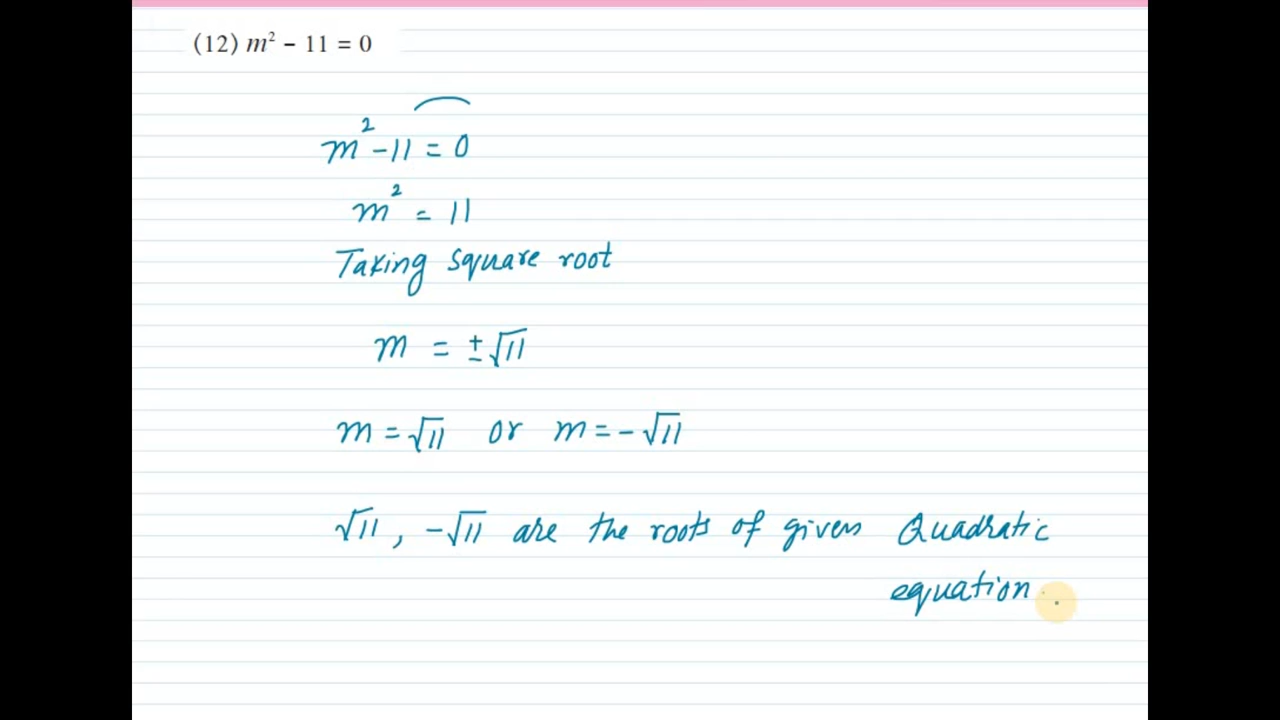 (12) m² − 11 = 0
m² − 11 = 0
m² = 11
Taking square root
m = ±√11
m = √11 or m = −√11
√11, −√11 are the roots of given Quadratic
equation.